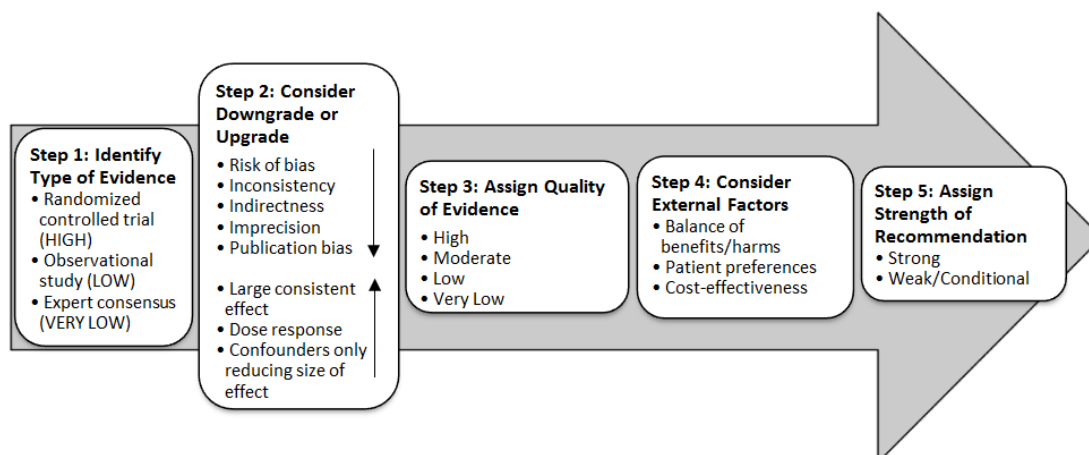 Step 1: Identify
Type of Evidence
• Randomized
controlled trial
(HIGH)
• Observational
study (LOW)
• Expert consensus
(VERY LOW)
Step 2: Consider
Downgrade or
Upgrade
• Risk of bias
• Inconsistency
• Indirectness
• Imprecision
• Publication bias
• Large consistent
effect
• Dose response
• Confounders only
reducing size of
effect
Step 3: Assign Quality
of Evidence
• High
• Moderate
• Low
• Very Low
Step 4: Consider
External Factors
• Balance of
benefits/harms
• Patient preferences
• Cost-effectiveness
Step 5: Assign
Strength of
Recommendation
• Strong
• Weak/Conditional